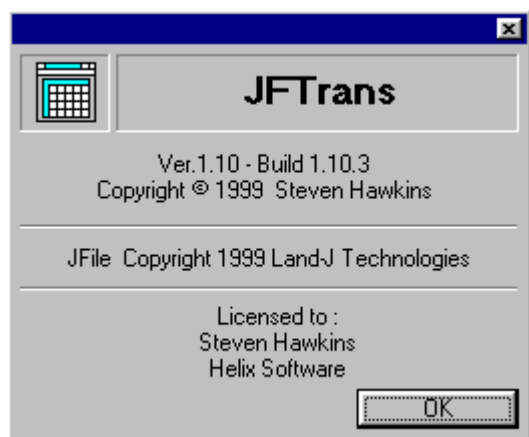 JFTrans
Ver.1.10 - Build 1.10.3
Copyright © 1999  Steven Hawkins
JFile  Copyright 1999 Land-J Technologies
Licensed to :
Steven Hawkins
Helix Software
OK